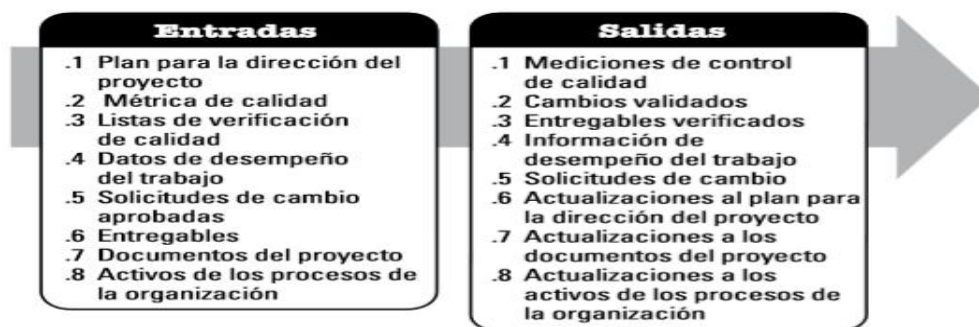 Entradas
.1 Plan para la dirección del
proyecto
.2 Métrica de calidad
.3 Listas de verificación
de calidad
.4 Datos de desempeño
del trabajo
.5 Solicitudes de cambio
aprobadas
.6 Entregables
.7 Documentos del proyecto
.8 Activos de los procesos de
la organización
Salidas
.1 Mediciones de control
de calidad
.2 Cambios validados
.3 Entregables verificados
.4 Información de
desempeño del trabajo
.5 Solicitudes de cambio
.6 Actualizaciones al plan para
la dirección del proyecto
.7 Actualizaciones a los
documentos del proyecto
.8 Actualizaciones a los
activos de los procesos de
la organización